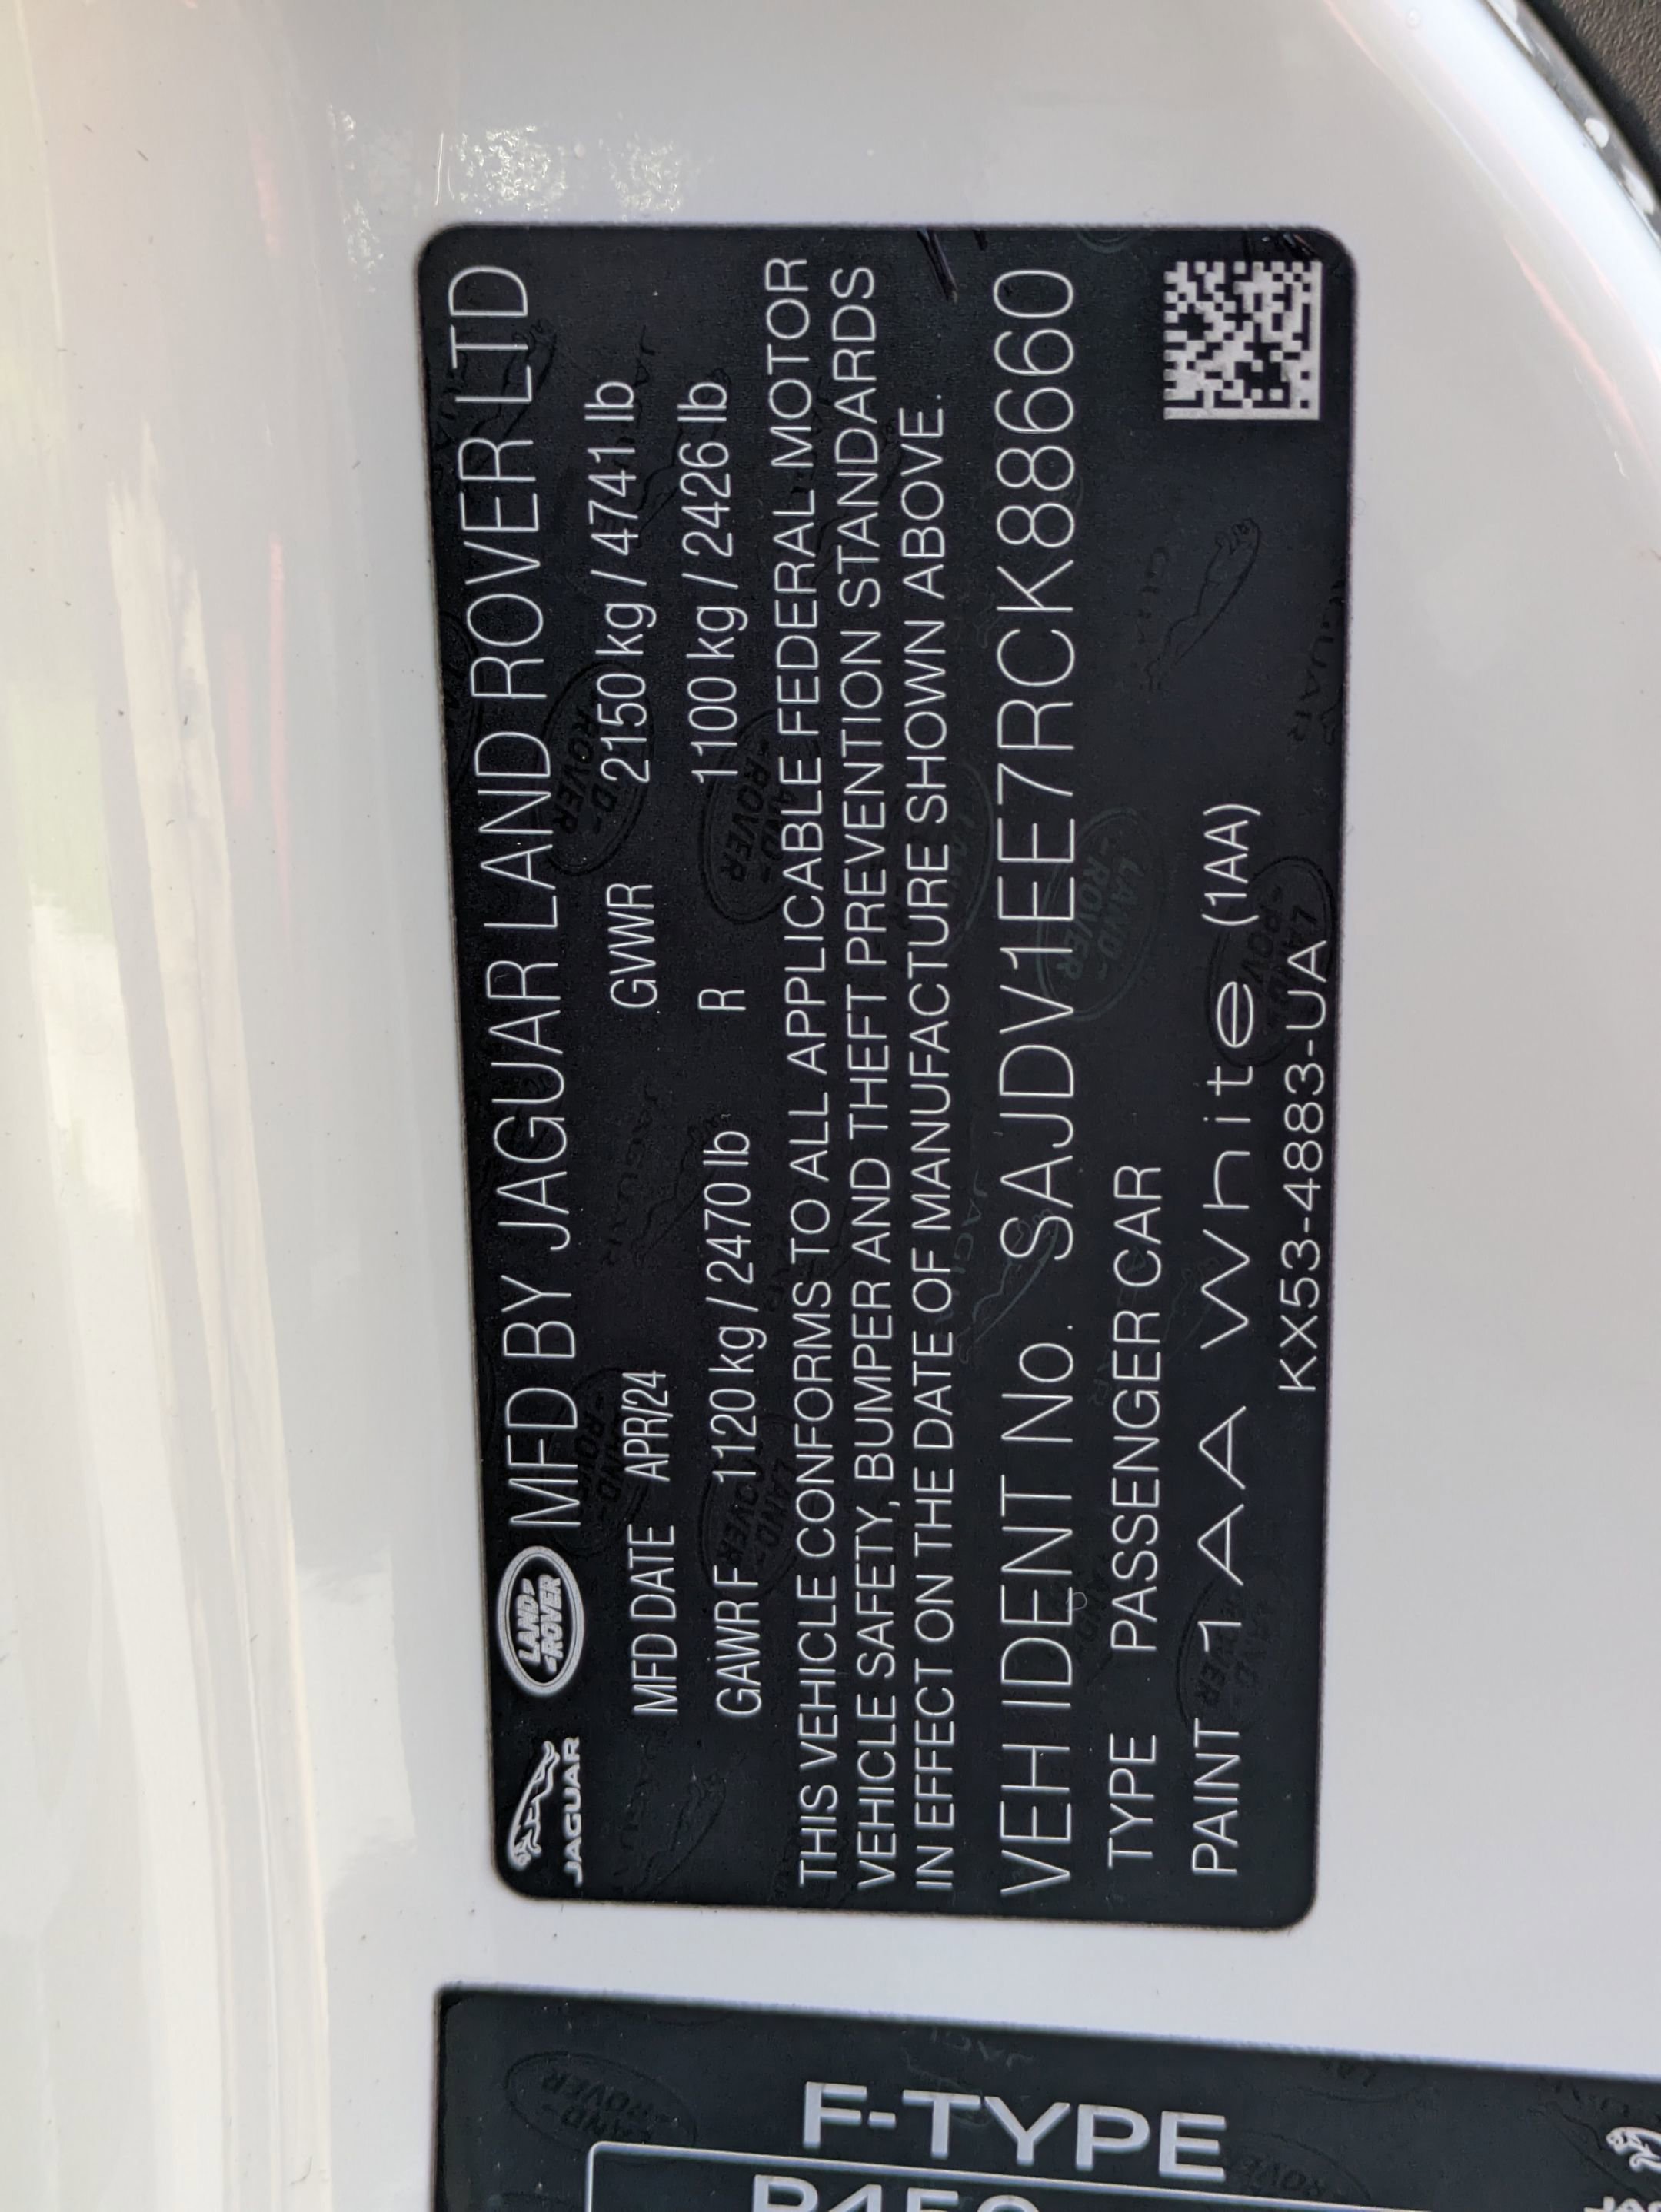 JAGUAR LAND ROVER MFD BY JAGUAR LAND ROVER LTD
MFD DATE APR/24 GVWR 2150 kg / 4741 lb
GAWR F 1120 kg / 2470 lb R 1100 kg / 2426 lb
THIS VEHICLE CONFORMS TO ALL APPLICABLE FEDERAL MOTOR
VEHICLE SAFETY, BUMPER AND THEFT PREVENTION STANDARDS
IN EFFECT ON THE DATE OF MANUFACTURE SHOWN ABOVE.
VEH IDENT No. SAJDV1EE7RCK88660
TYPE PASSENGER CAR
PAINT 1AA White (1AA)
KX53-4883-UA
F-TYPE